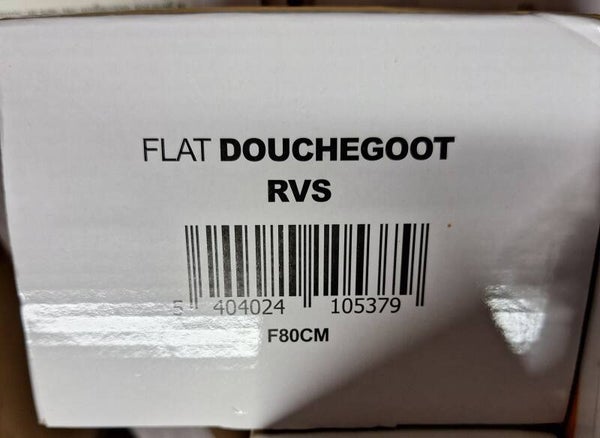 FLAT DOUCHEGOOT
RVS
5 404024 105379
F80CM